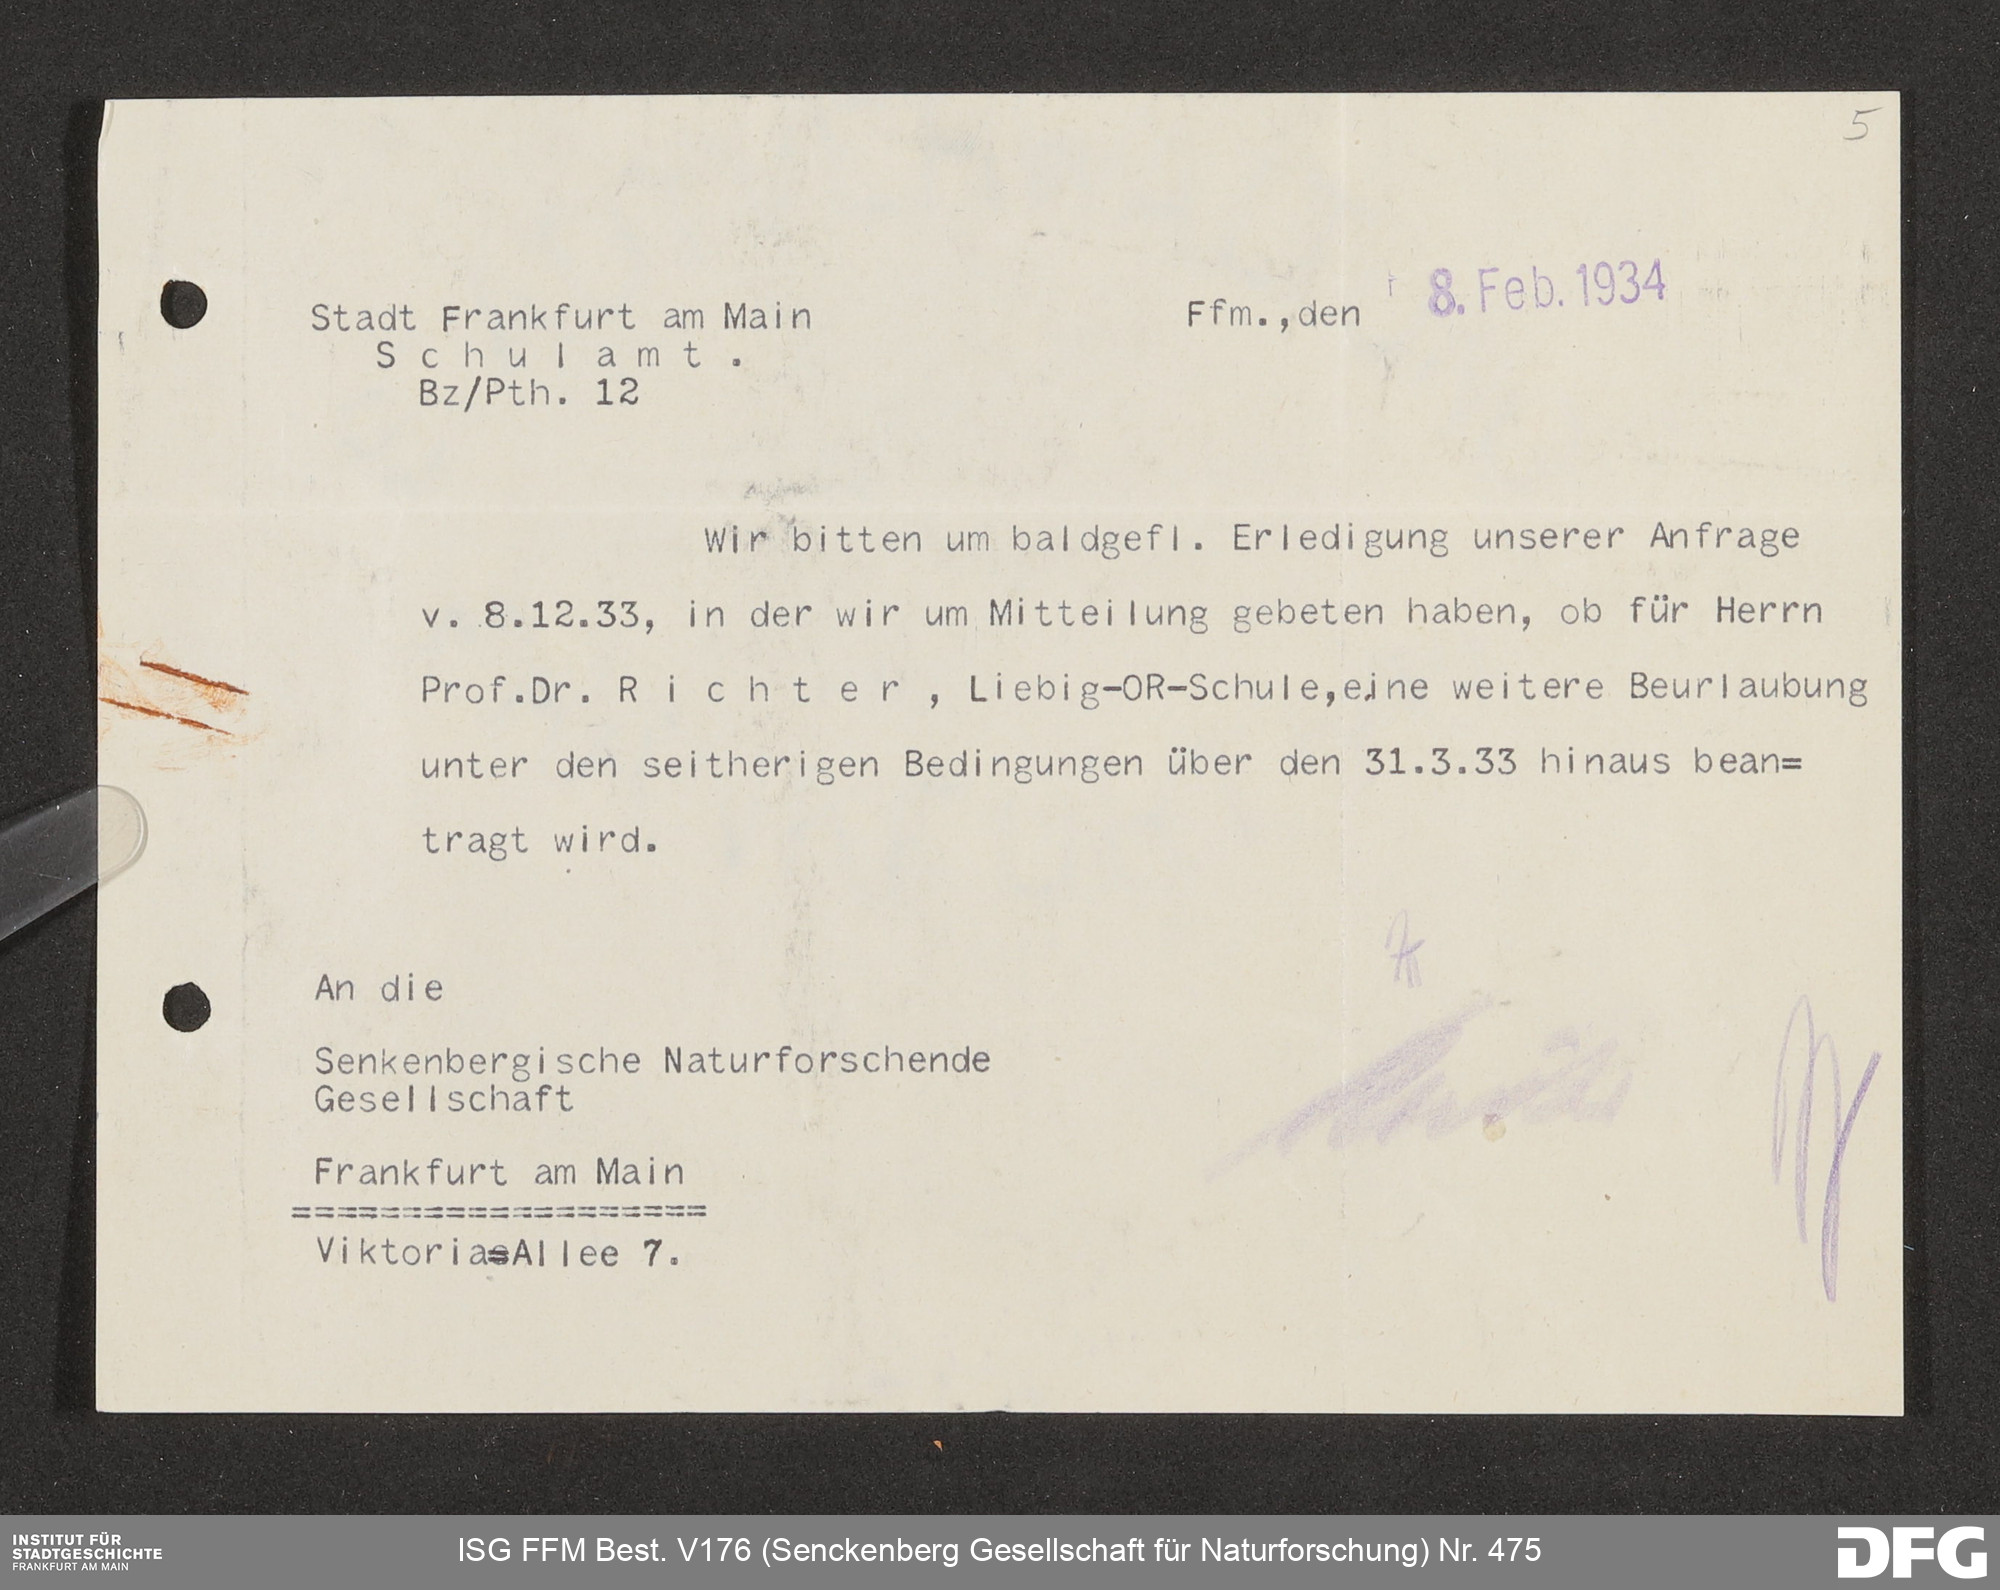 5
Stadt Frankfurt am Main
Ffm.,den 8. Feb. 1934
Schulamt.
Bz/Pth. 12
Wir bitten um baldgefl. Erledigung unserer Anfrage
v. 8.12.33, in der wir um Mitteilung gebeten haben, ob für Herrn
Prof.Dr. Richter, Liebig-OR-Schule,eine weitere Beurlaubung
unter den seitherigen Bedingungen über den 31.3.33 hinaus bean=
tragt wird.
An die
Senkenbergische Naturforschende
Gesellschaft
Frankfurt am Main
===================
Viktoria=Allee 7.
INSTITUT FÜR
STADTGESCHICHTE
FRANKFURT AM MAIN
ISG FFM Best. V176 (Senckenberg Gesellschaft für Naturforschung) Nr. 475
DFG